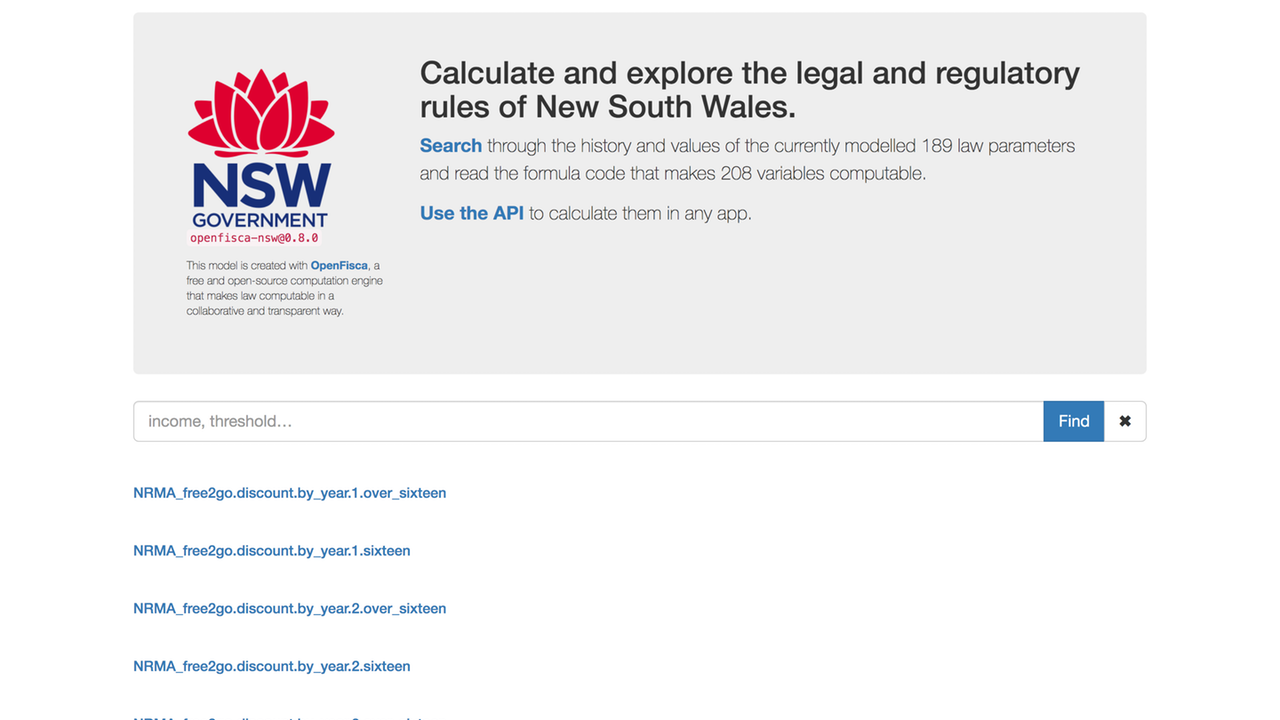 Calculate and explore the legal and regulatory
rules of New South Wales.
Search through the history and values of the currently modelled 189 law parameters
and read the formula code that makes 208 variables computable.
Use the API to calculate them in any app.
NSW
GOVERNMENT
openfisca-nsw@0.8.0
This model is created with OpenFisca, a
free and open-source computation engine
that makes law computable in a
collaborative and transparent way.
income, threshold…
Find ✖
NRMA_free2go.discount.by_year.1.over_sixteen
NRMA_free2go.discount.by_year.1.sixteen
NRMA_free2go.discount.by_year.2.over_sixteen
NRMA_free2go.discount.by_year.2.sixteen